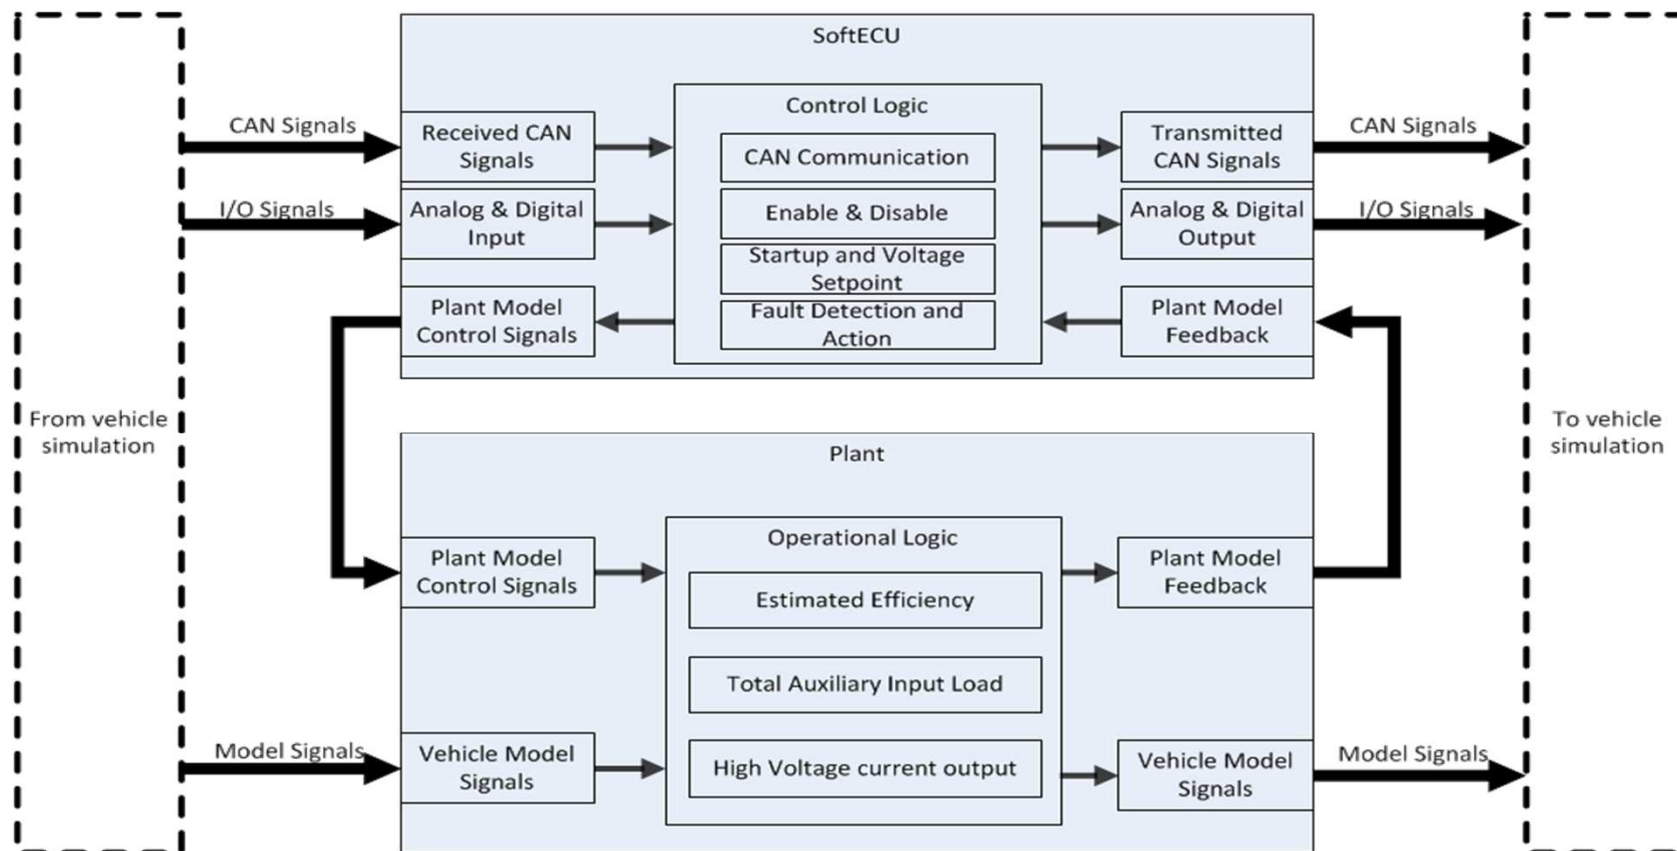 SoftECU
Control Logic
CAN Signals
Received CAN
Signals
CAN Communication
Transmitted
CAN Signals
CAN Signals
I/O Signals
Analog & Digital
Input
Enable & Disable
Analog & Digital
Output
I/O Signals
Startup and Voltage
Setpoint
Plant Model
Control Signals
Fault Detection and
Action
Plant Model
Feedback
From vehicle
simulation
To vehicle
simulation
Plant
Operational Logic
Plant Model
Control Signals
Estimated Efficiency
Plant Model
Feedback
Total Auxiliary Input Load
Model Signals
Vehicle Model
Signals
High Voltage current output
Vehicle Model
Signals
Model Signals